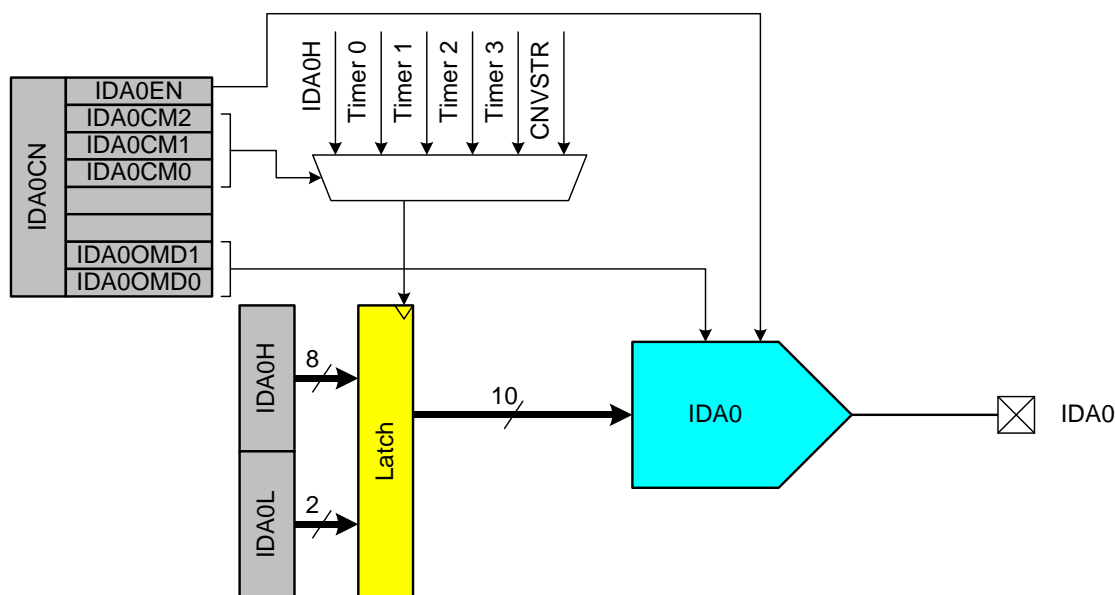 IDA0CN
IDA0EN
IDA0CM2
IDA0CM1
IDA0CM0
IDA0OMD1
IDA0OMD0
IDA0H
Timer 0
Timer 1
Timer 2
Timer 3
CNVSTR
IDA0H
IDA0L
8
2
Latch
10
IDA0
IDA0